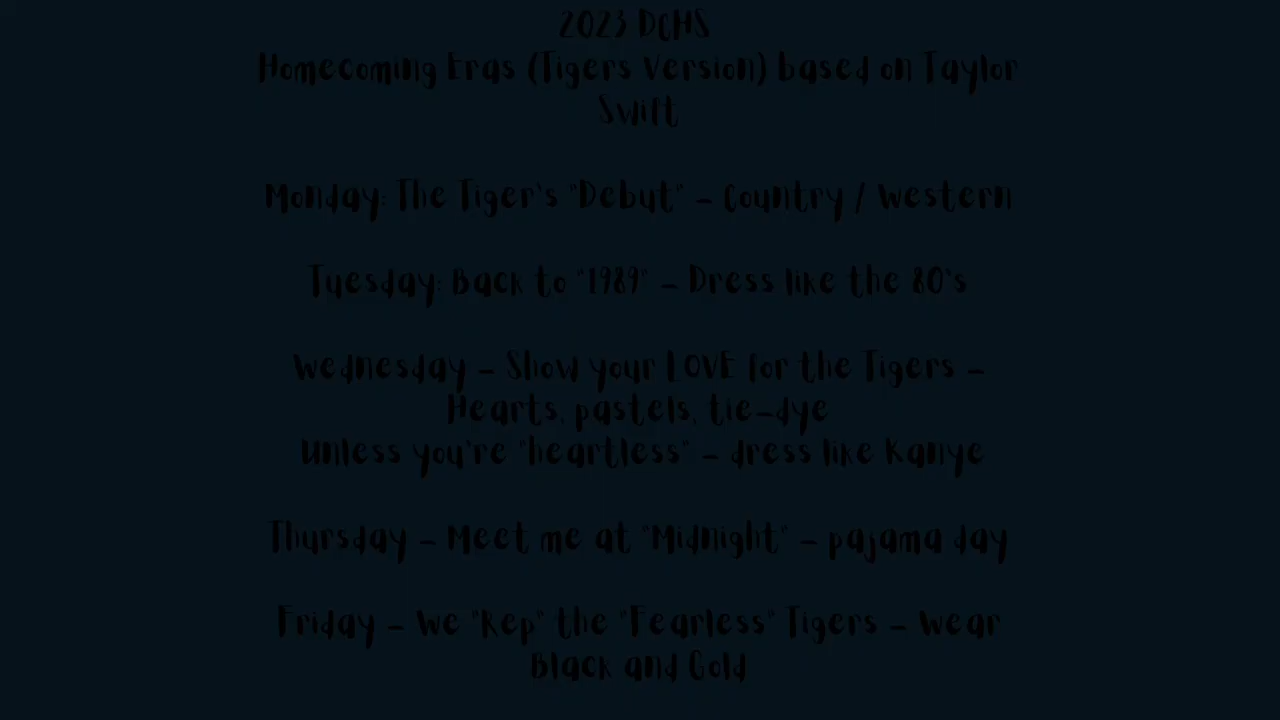 2023 DCHS
Homecoming Eras (Tigers Version) based on Taylor
Swift
Monday: The Tiger's "Debut" - Country / Western
Tuesday: Back to "1989" - Dress like the 80's
Wednesday - Show your LOVE for the Tigers -
Hearts, pastels, tie-dye
Unless you're "heartless" - dress like Kanye
Thursday - Meet me at "Midnight" - pajama day
Friday - We "Rep" the "Fearless" Tigers - Wear
Black and Gold